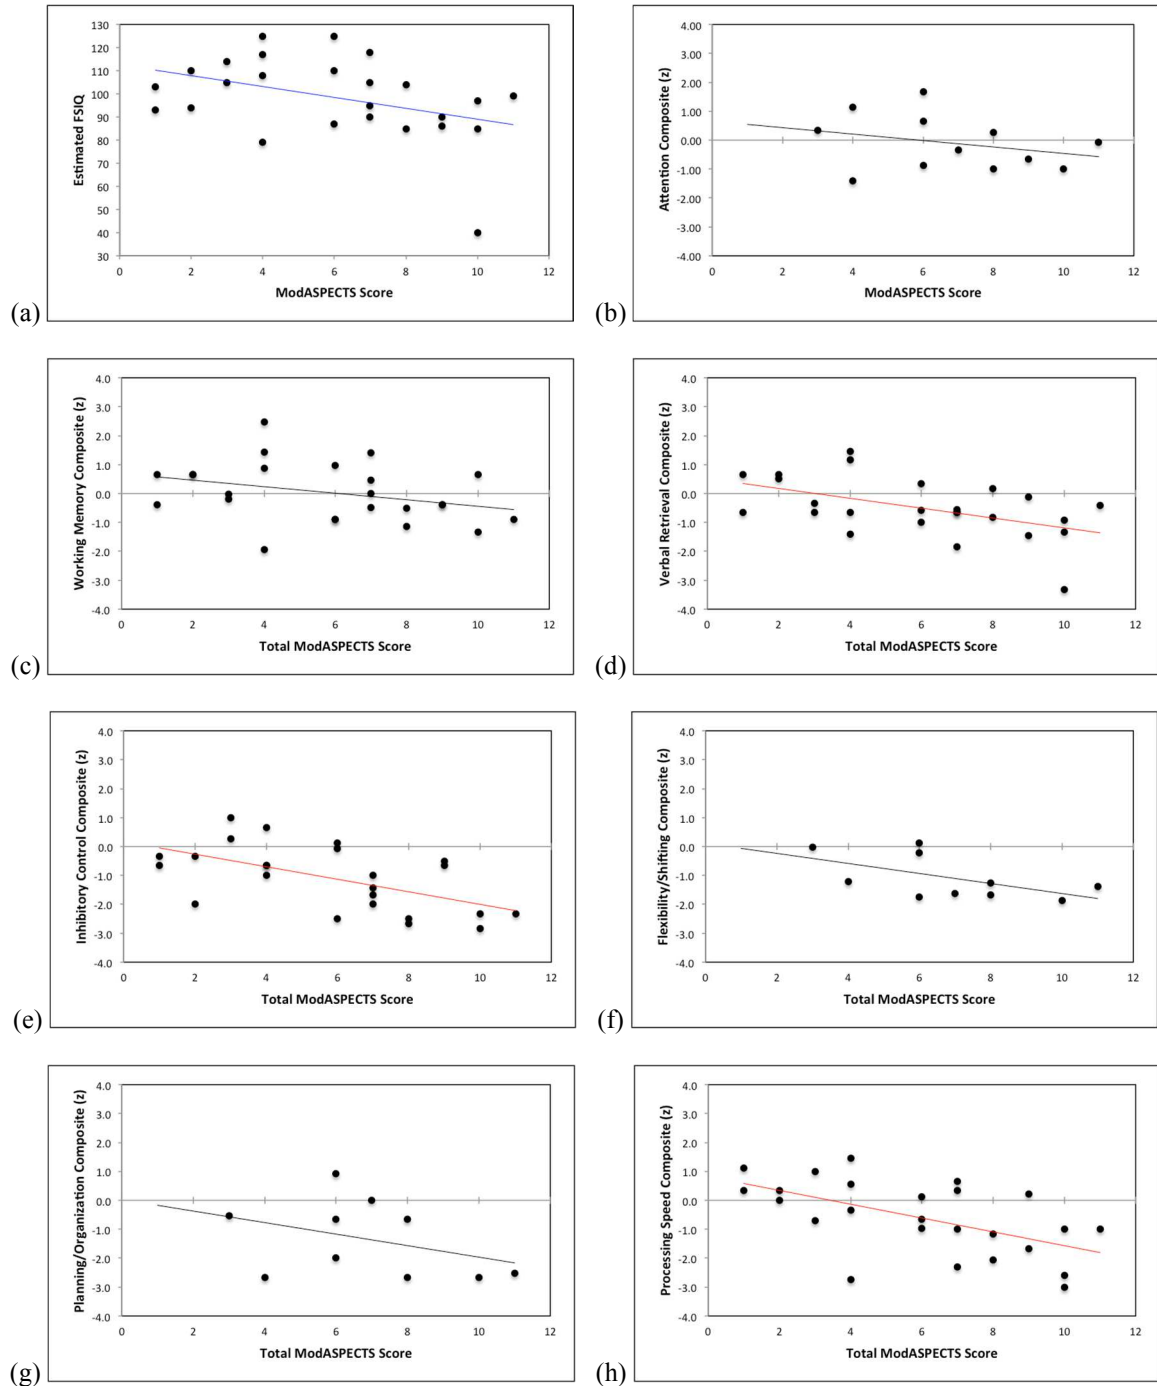 130
120
110
100
90
80
70
60
50
40
30
Estimated FSIQ
0 2 4 6 8 10 12
ModASPECTS Score
(a)
4.00
3.00
2.00
1.00
0.00
-1.00
-2.00
-3.00
-4.00
Attention Composite (z)
0 2 4 6 8 10 12
ModASPECTS Score
(b)
4.0
3.0
2.0
1.0
0.0
-1.0
-2.0
-3.0
-4.0
Working Memory Composite (z)
0 2 4 6 8 10 12
Total ModASPECTS Score
(c)
4.0
3.0
2.0
1.0
0.0
-1.0
-2.0
-3.0
-4.0
Verbal Retrieval Composite (z)
0 2 4 6 8 10 12
Total ModASPECTS Score
(d)
4.0
3.0
2.0
1.0
0.0
-1.0
-2.0
-3.0
-4.0
Inhibitory Control Composite (z)
0 2 4 6 8 10 12
Total ModASPECTS Score
(e)
4.0
3.0
2.0
1.0
0.0
-1.0
-2.0
-3.0
-4.0
Flexibility/Shifting Composite (z)
0 2 4 6 8 10 12
Total ModASPECTS Score
(f)
4.0
3.0
2.0
1.0
0.0
-1.0
-2.0
-3.0
-4.0
Planning/Organization Composite (z)
0 2 4 6 8 10 12
Total ModASPECTS Score
(g)
4.0
3.0
2.0
1.0
0.0
-1.0
-2.0
-3.0
-4.0
Processing Speed Composite (z)
0 2 4 6 8 10 12
Total ModASPECTS Score
(h)